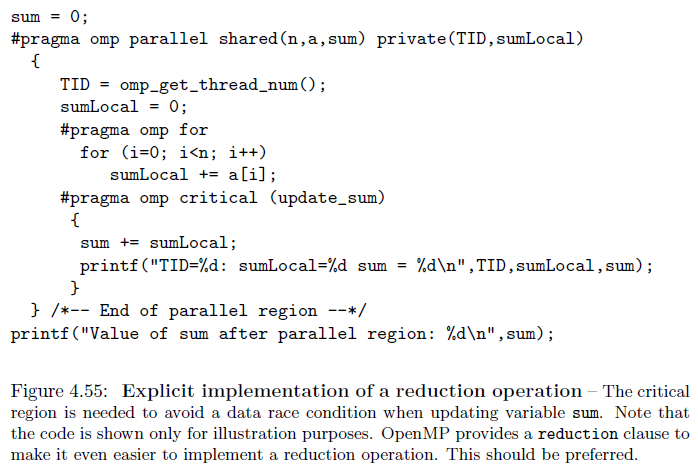 sum = 0;
#pragma omp parallel shared(n,a,sum) private(TID,sumLocal)
{
TID = omp_get_thread_num();
sumLocal = 0;
#pragma omp for
for (i=0; i<n; i++)
sumLocal += a[i];
#pragma omp critical (update_sum)
{
sum += sumLocal;
printf("TID=%d: sumLocal=%d sum = %d\n",TID,sumLocal,sum);
}
} /*-- End of parallel region --*/
printf("Value of sum after parallel region: %d\n",sum);
Figure 4.55: Explicit implementation of a reduction operation – The critical
region is needed to avoid a data race condition when updating variable sum. Note that
the code is shown only for illustration purposes. OpenMP provides a reduction clause to
make it even easier to implement a reduction operation. This should be preferred.